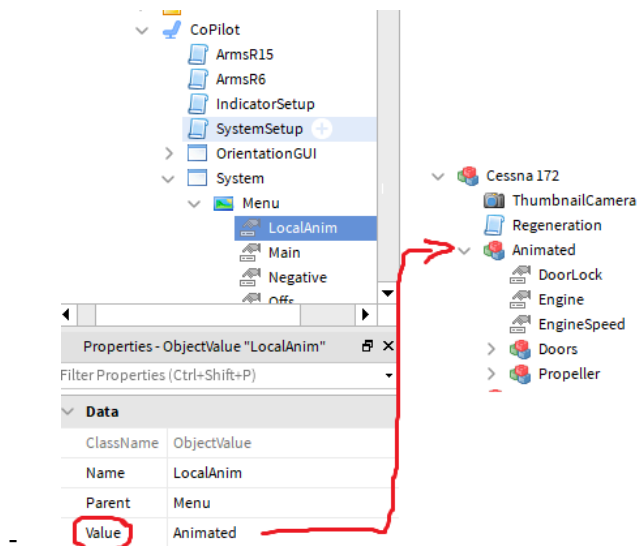 CoPilot
ArmsR15
ArmsR6
IndicatorSetup
SystemSetup
OrientationGUI
System
Menu
LocalAnim
Main
Negative
Offs
Properties - ObjectValue "LocalAnim"
Filter Properties (Ctrl+Shift+P)
Data
ClassName ObjectValue
Name LocalAnim
Parent Menu
Value Animated
-
Cessna 172
ThumbnailCamera
Regeneration
Animated
DoorLock
Engine
EngineSpeed
Doors
Propeller